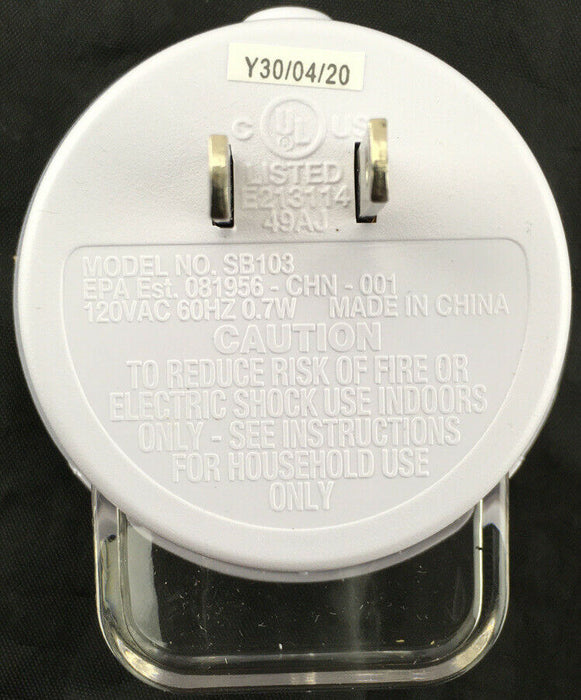 Y30/04/20
C UL US
LISTED
E213114
49AJ
MODEL NO. SB103
EPA Est. 081956 - CHN - 001
120VAC 60HZ 0.7W MADE IN CHINA
CAUTION
TO REDUCE RISK OF FIRE OR
ELECTRIC SHOCK USE INDOORS
ONLY - SEE INSTRUCTIONS
FOR HOUSEHOLD USE
ONLY